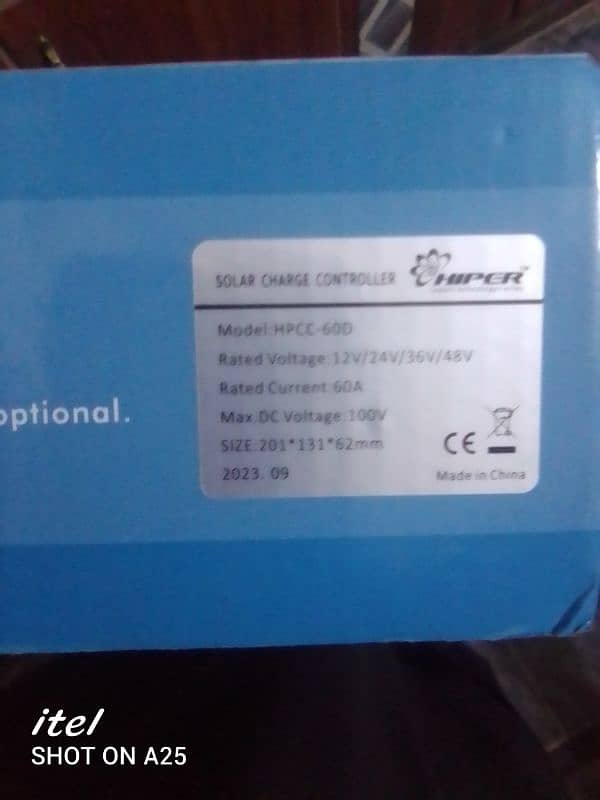 SOLAR CHARGE CONTROLLER HIPER™
Model:HPCC-60D
Rated Voltage:12V/24V/36V/48V
Rated Current:60A
Max.DC Voltage:100V
SIZE:201*131*62mm
2023.09
CE
Made in China
optional.
itel
SHOT ON A25